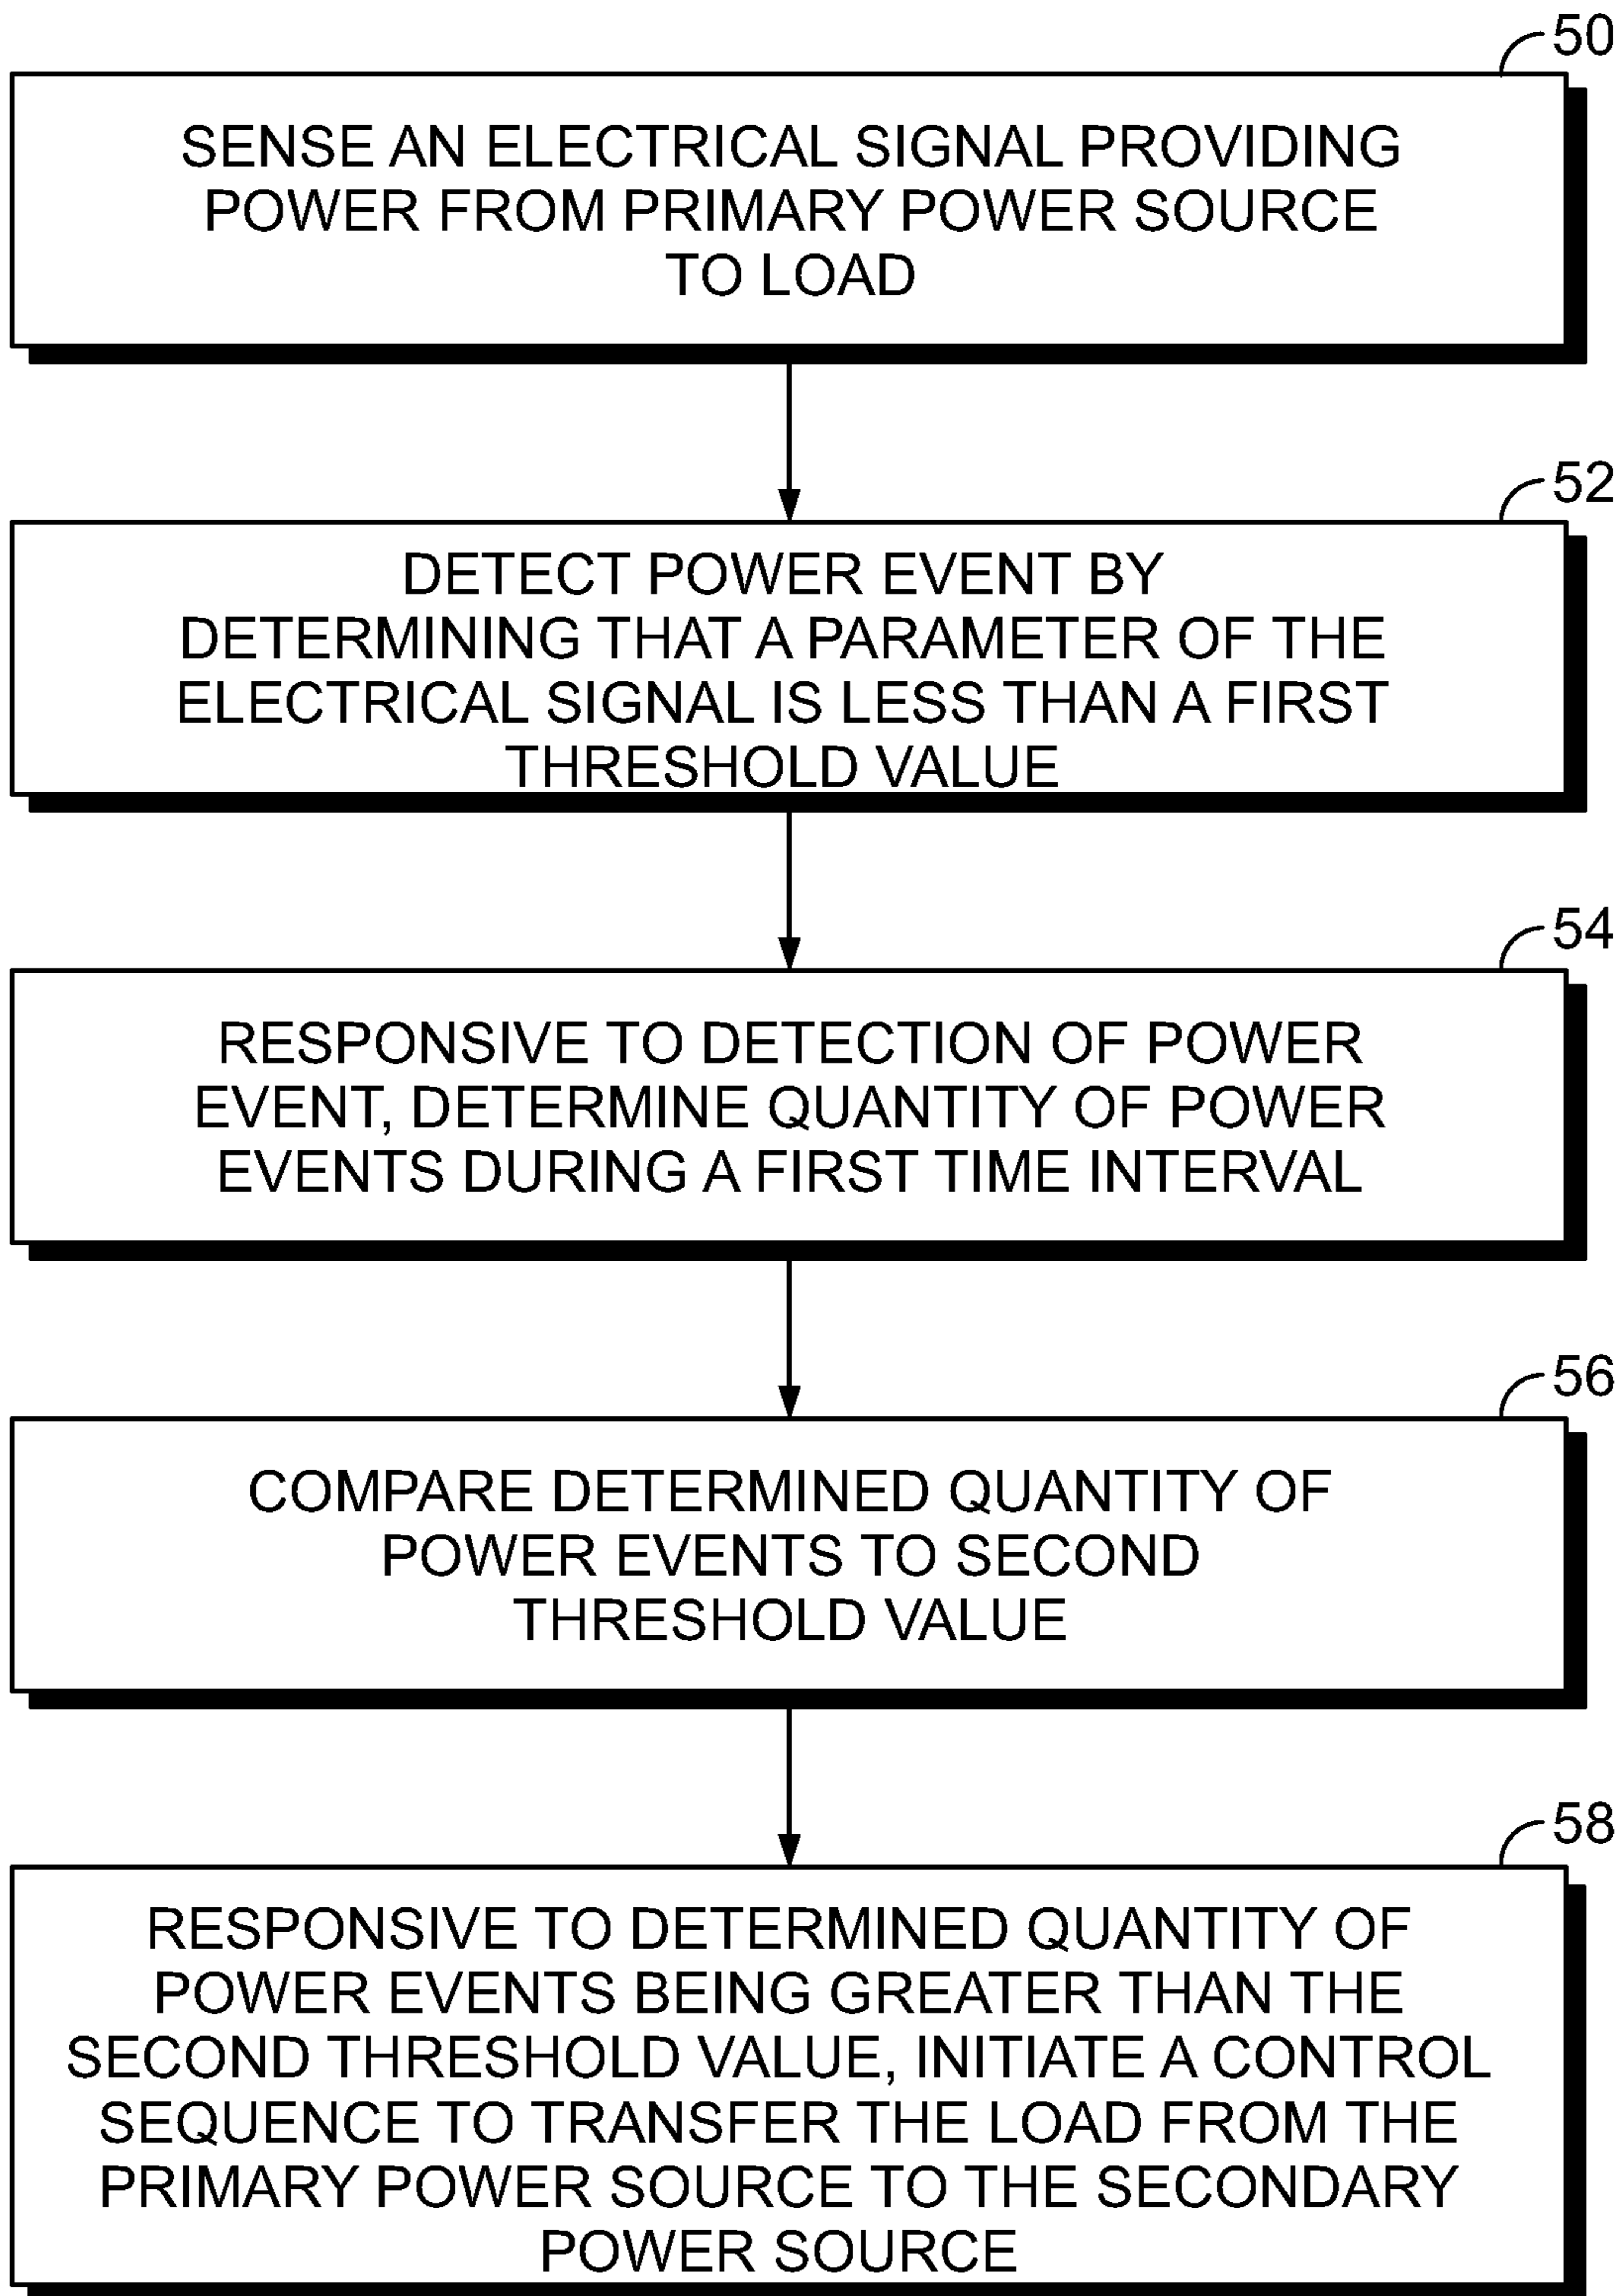 50
SENSE AN ELECTRICAL SIGNAL PROVIDING
POWER FROM PRIMARY POWER SOURCE
TO LOAD
52
DETECT POWER EVENT BY
DETERMINING THAT A PARAMETER OF THE
ELECTRICAL SIGNAL IS LESS THAN A FIRST
THRESHOLD VALUE
54
RESPONSIVE TO DETECTION OF POWER
EVENT, DETERMINE QUANTITY OF POWER
EVENTS DURING A FIRST TIME INTERVAL
56
COMPARE DETERMINED QUANTITY OF
POWER EVENTS TO SECOND
THRESHOLD VALUE
58
RESPONSIVE TO DETERMINED QUANTITY OF
POWER EVENTS BEING GREATER THAN THE
SECOND THRESHOLD VALUE, INITIATE A CONTROL
SEQUENCE TO TRANSFER THE LOAD FROM THE
PRIMARY POWER SOURCE TO THE SECONDARY
POWER SOURCE